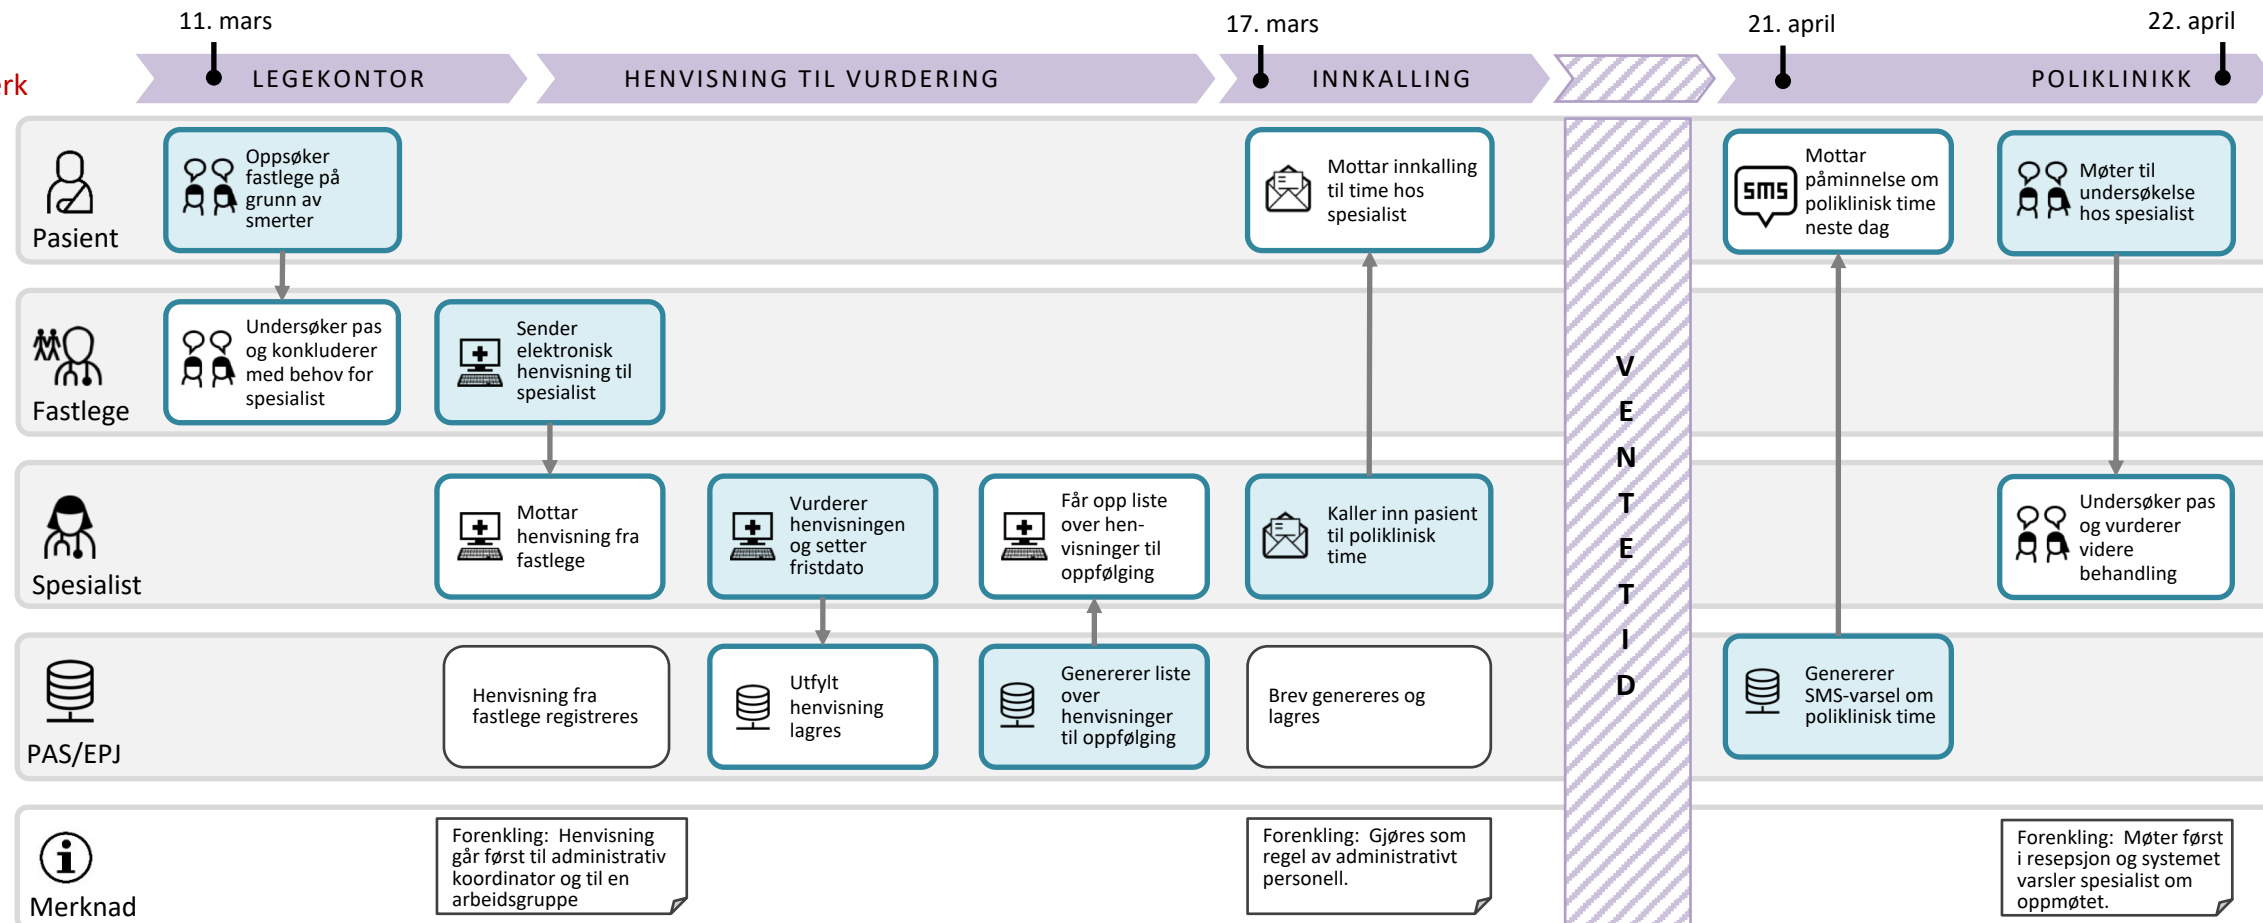 11. mars
17. mars
21. april
22. april
LEGEKONTOR
HENVISNING TIL VURDERING
INNKALLING
POLIKLINIKK
Pasient
Oppsøker
fastlege på
grunn av
smerter
Mottar innkalling
til time hos
spesialist
sms
Mottar
påminnelse om
poliklinisk time
neste dag
Møter til
undersøkelse
hos spesialist
Fastlege
Undersøker pas
og konkluderer
med behov for
spesialist
Sender
elektronisk
henvisning til
spesialist
VENTETID
Spesialist
Mottar
henvisning fra
fastlege
Vurderer
henvisningen
og setter
fristdato
Får opp liste
over hen-
visninger til
oppfølging
Kaller inn pasient
til poliklinisk
time
Undersøker pas
og vurderer
videre
behandling
PAS/EPJ
Henvisning fra
fastlege registreres
Utfylt
henvisning
lagres
Genererer liste
over
henvisninger
til oppfølging
Brev genereres og
lagres
Genererer
SMS-varsel om
poliklinisk time
Merknad
Forenkling: Henvisning
går først til administrativ
koordinator og til en
arbeidsgruppe
Forenkling: Gjøres som
regel av administrativt
personell.
Forenkling: Møter først
i resepsjon og systemet
varsler spesialist om
oppmøtet.